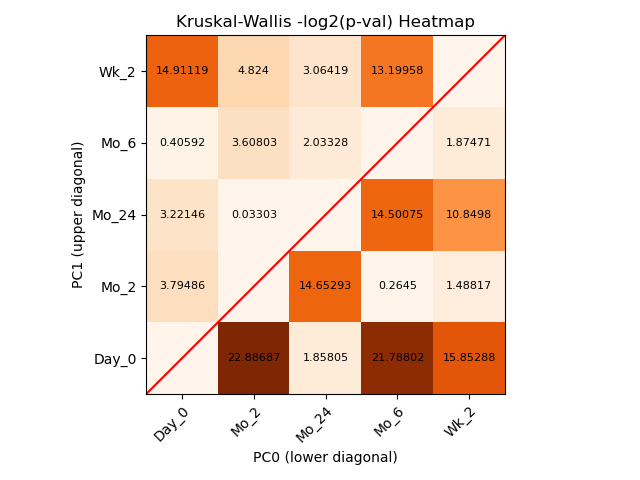 Kruskal-Wallis -log2(p-val) Heatmap
PC1 (upper diagonal)
Wk_2 14.91119 4.824 3.06419 13.19958
Mo_6 0.40592 3.60803 2.03328 1.87471
Mo_24 3.22146 0.03303 14.50075 10.8498
Mo_2 3.79486 14.65293 0.2645 1.48817
Day_0 22.88687 1.85805 21.78802 15.85288
Day_0 Mo_2 Mo_24 Mo_6 Wk_2
PC0 (lower diagonal)